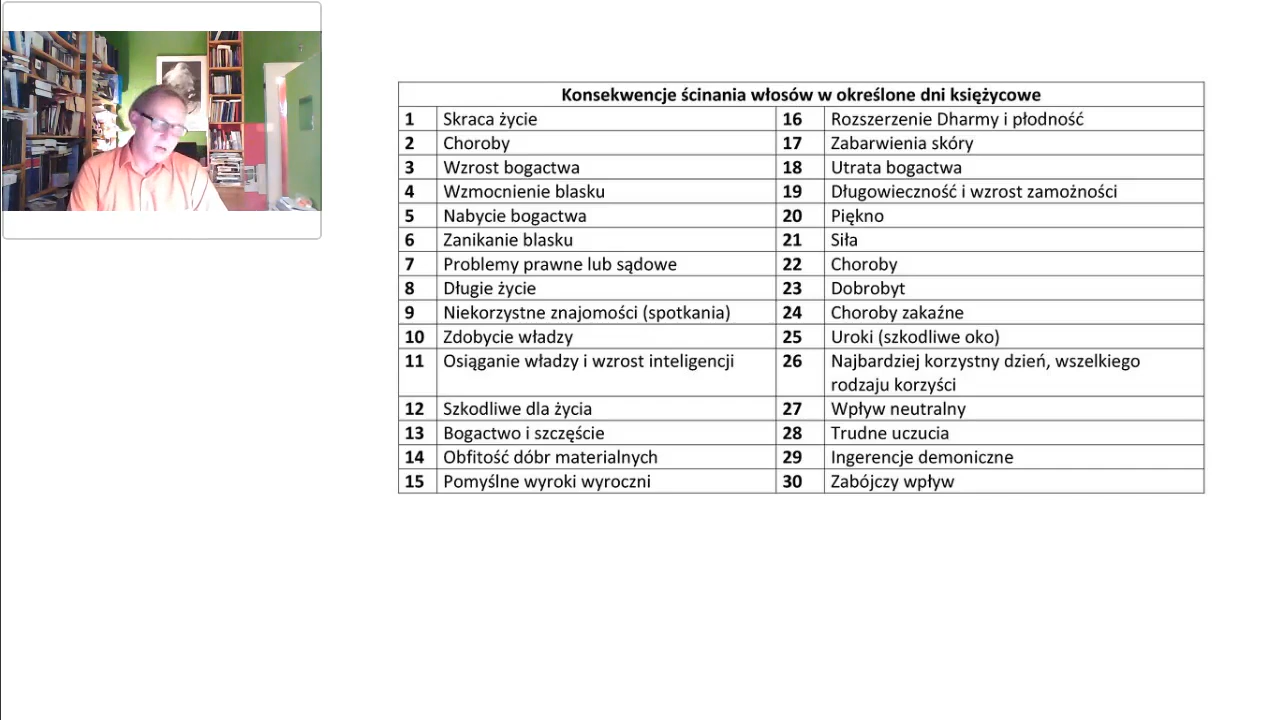 Konsekwencje ścinania włosów w określone dni księżycowe
1 Skraca życie 16 Rozszerzenie Dharmy i płodność
2 Choroby 17 Zabarwienia skóry
3 Wzrost bogactwa 18 Utrata bogactwa
4 Wzmocnienie blasku 19 Długowieczność i wzrost zamożności
5 Nabycie bogactwa 20 Piękno
6 Zanikanie blasku 21 Siła
7 Problemy prawne lub sądowe 22 Choroby
8 Długie życie 23 Dobrobyt
9 Niekorzystne znajomości (spotkania) 24 Choroby zakaźne
10 Zdobycie władzy 25 Uroki (szkodliwe oko)
11 Osiąganie władzy i wzrost inteligencji 26 Najbardziej korzystny dzień, wszelkiego
rodzaju korzyści
12 Szkodliwe dla życia 27 Wpływ neutralny
13 Bogactwo i szczęście 28 Trudne uczucia
14 Obfitość dóbr materialnych 29 Ingerencje demoniczne
15 Pomyślne wyroki wyroczni 30 Zabójczy wpływ